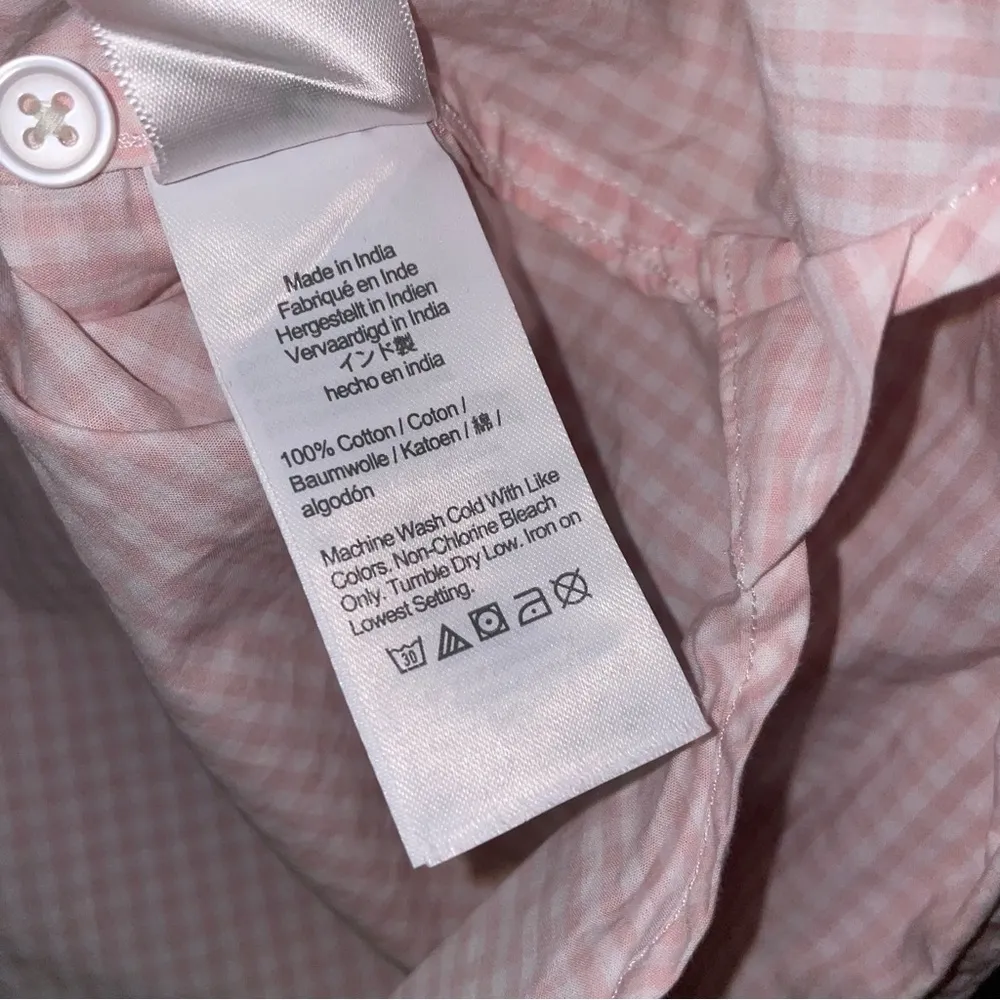 Made in India
Fabriqué en Inde
Hergestellt in Indien
Vervaardigd in India
インド製
hecho en india
100% Cotton / Coton /
Baumwolle / Katoen / 綿 /
algodón
Machine Wash Cold With Like
Colors. Non-Chlorine Bleach
Only. Tumble Dry Low. Iron on
Lowest Setting.
30